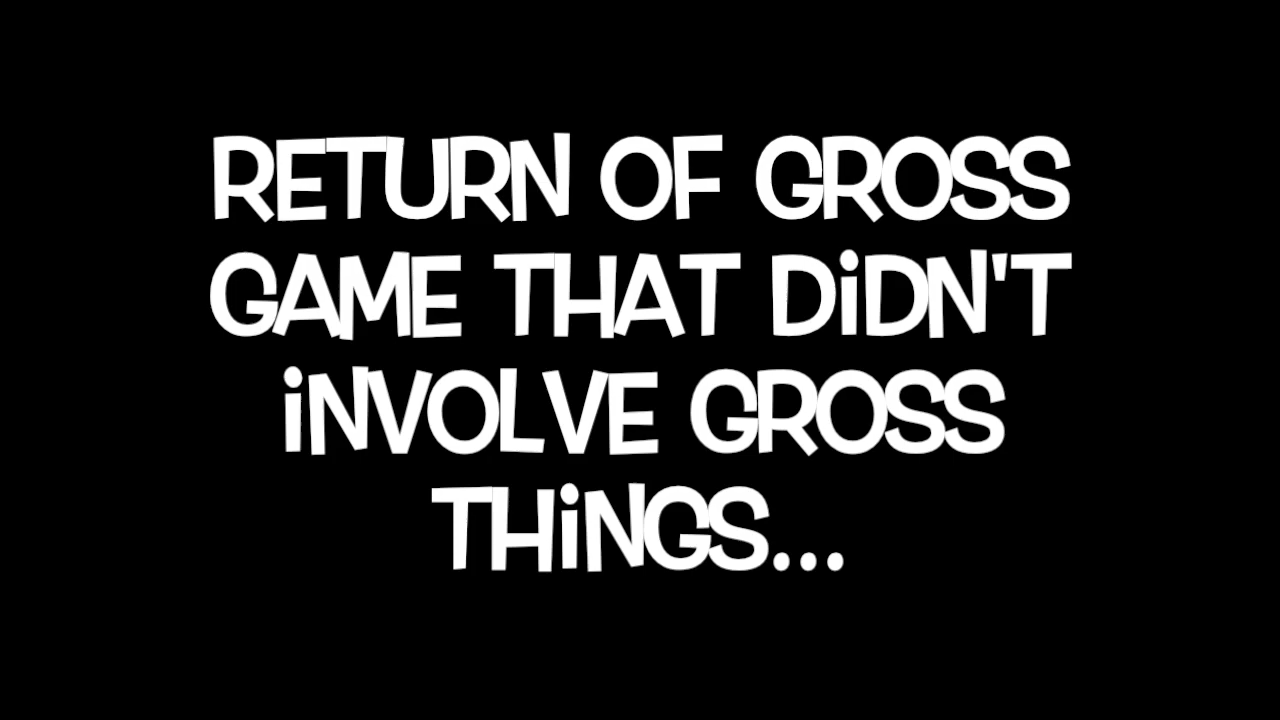 RETURN OF GROSS
GAME THAT DiDN'T
iNVOLVE GROSS
THiNGS...